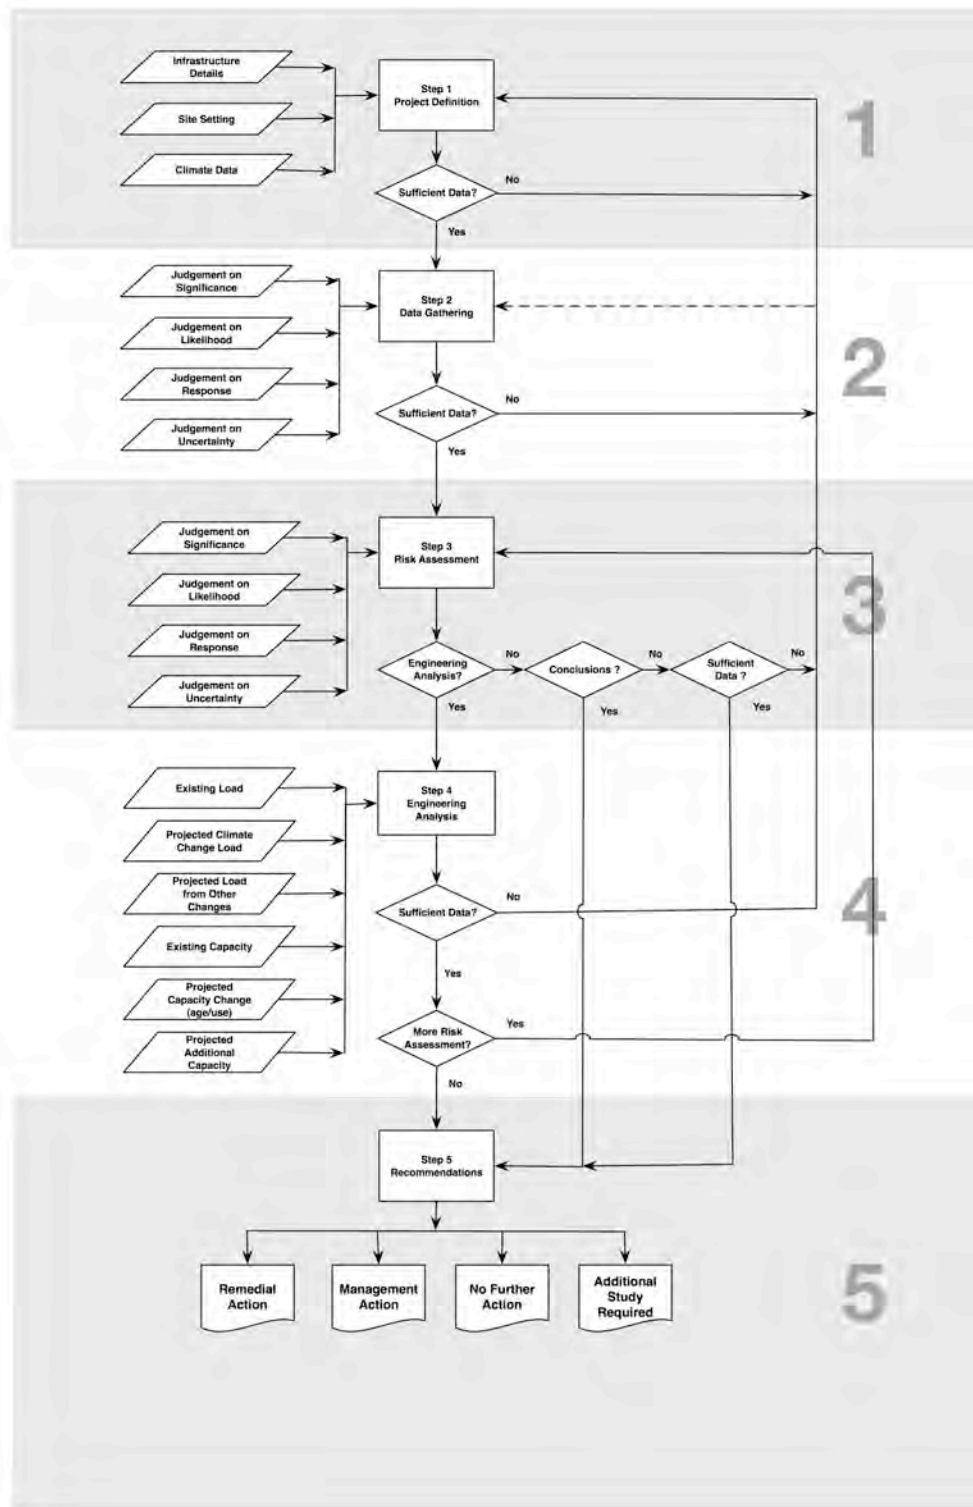 Infrastructure
Details
Site Setting
Climate Data
Step 1
Project Definition
Sufficient Data?
No
Yes
1
Judgement on
Significance
Judgement on
Likelihood
Judgement on
Response
Judgement on
Uncertainty
Step 2
Data Gathering
Sufficient Data?
No
Yes
2
Judgement on
Significance
Judgement on
Likelihood
Judgement on
Response
Judgement on
Uncertainty
Step 3
Risk Assessment
Engineering
Analysis?
No
Yes
Conclusions ?
No
Yes
Sufficient
Data ?
No
Yes
3
Existing Load
Projected Climate
Change Load
Projected Load
from Other
Changes
Existing Capacity
Projected
Capacity Change
(age/use)
Projected
Additional
Capacity
Step 4
Engineering
Analysis
Sufficient Data?
No
Yes
More Risk
Assessment?
Yes
No
4
Step 5
Recommendations
Remedial
Action
Management
Action
No Further
Action
Additional
Study
Required
5